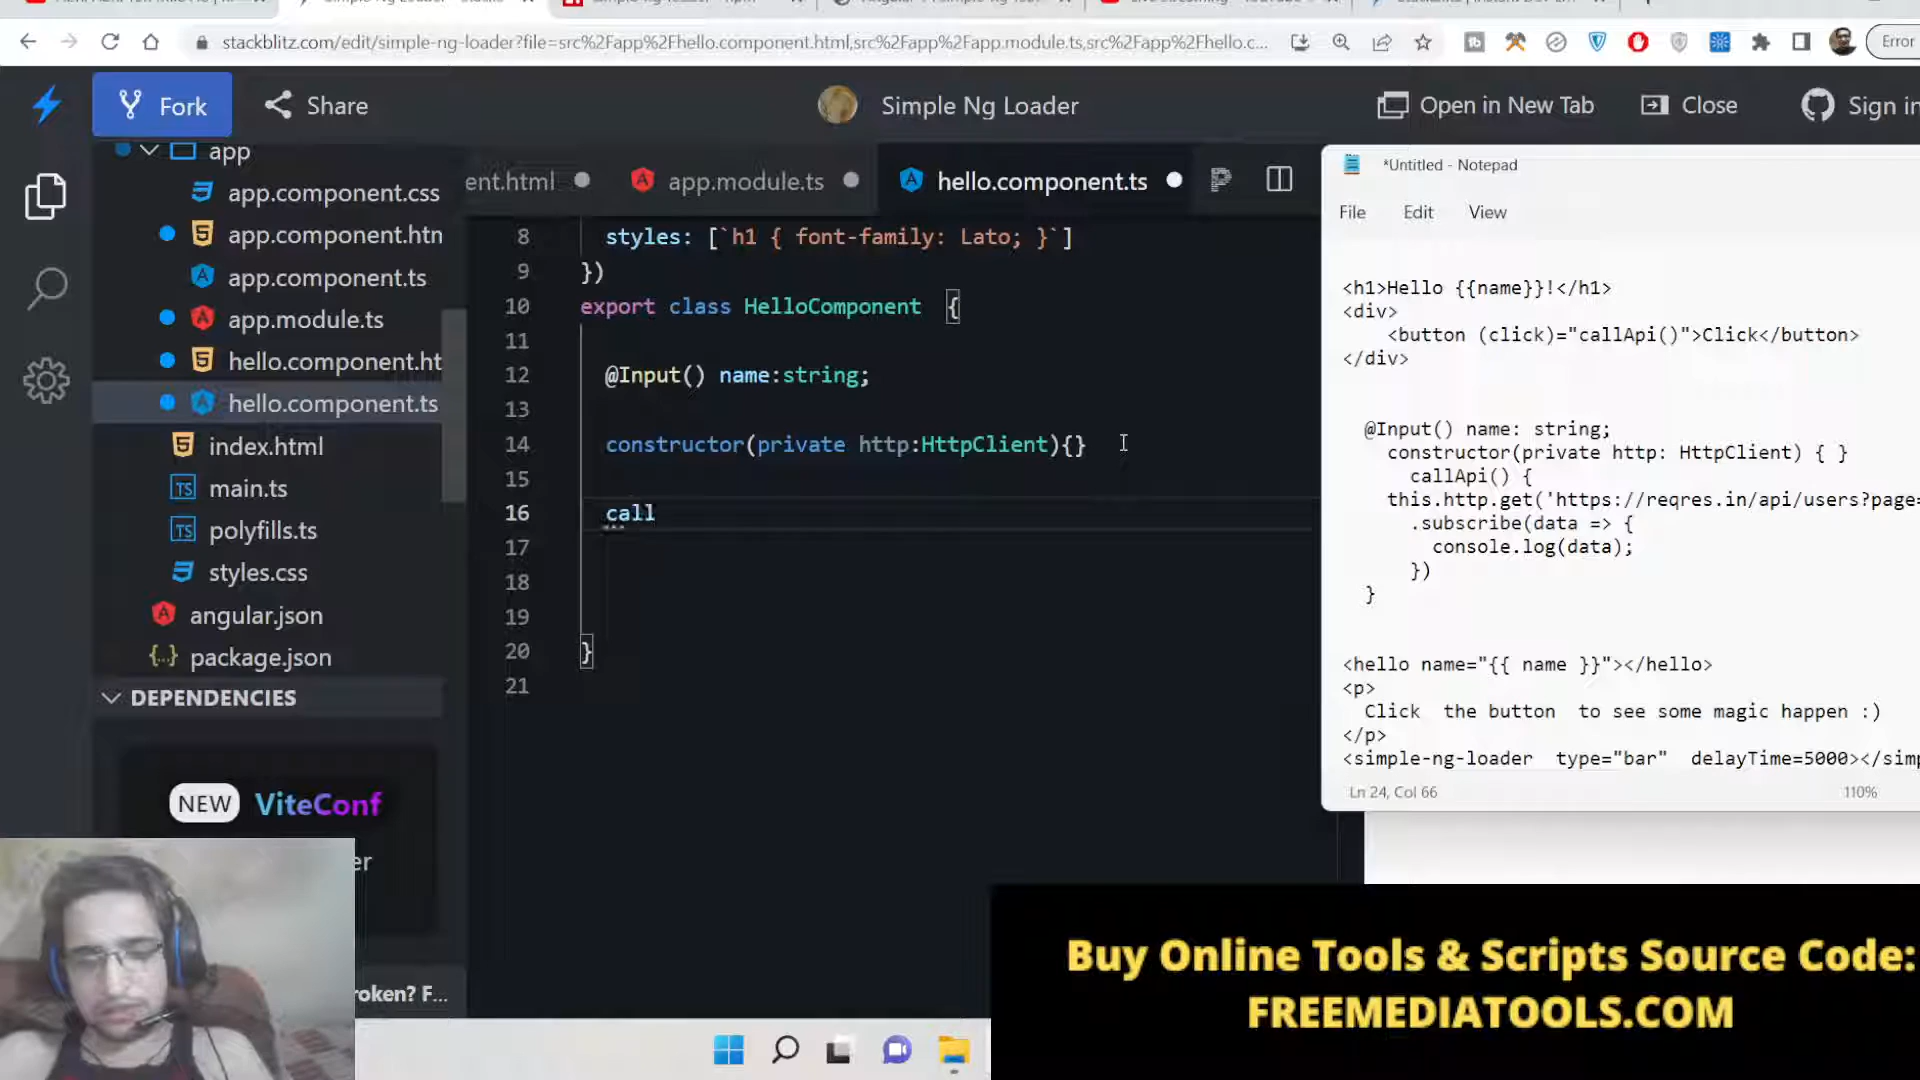 stackblitz.com/edit/simple-ng-loader?file=src%2Fapp%2Fhello.component.html,src%2Fapp%2Fapp.module.ts,src%2Fapp%2Fhello.c...
Error
Fork
Share
Simple Ng Loader
Open in New Tab
Close
Sign in
app
app.component.css
app.component.htn
app.component.ts
app.module.ts
hello.component.ht
hello.component.ts
index.html
main.ts
polyfills.ts
styles.css
angular.json
package.json
DEPENDENCIES
NEW ViteConf
er
roken? F...
ent.html
app.module.ts
hello.component.ts
8 styles: [`h1 { font-family: Lato; }`]
9 })
10 export class HelloComponent {
11
12 @Input() name:string;
13
14 constructor(private http:HttpClient){}
15
16 call
17
18
19
20 }
21
*Untitled - Notepad
File Edit View
<h1>Hello {{name}}!</h1>
<div>
<button (click)="callApi()">Click</button>
</div>
@Input() name: string;
constructor(private http: HttpClient) { }
callApi() {
this.http.get('https://reqres.in/api/users?page=
.subscribe(data => {
console.log(data);
})
}
<hello name="{{ name }}"></hello>
<p>
Click the button to see some magic happen :)
</p>
<simple-ng-loader type="bar" delayTime=5000></simp
Ln 24, Col 66
110%
Buy Online Tools & Scripts Source Code:
FREEMEDIATOOLS.COM